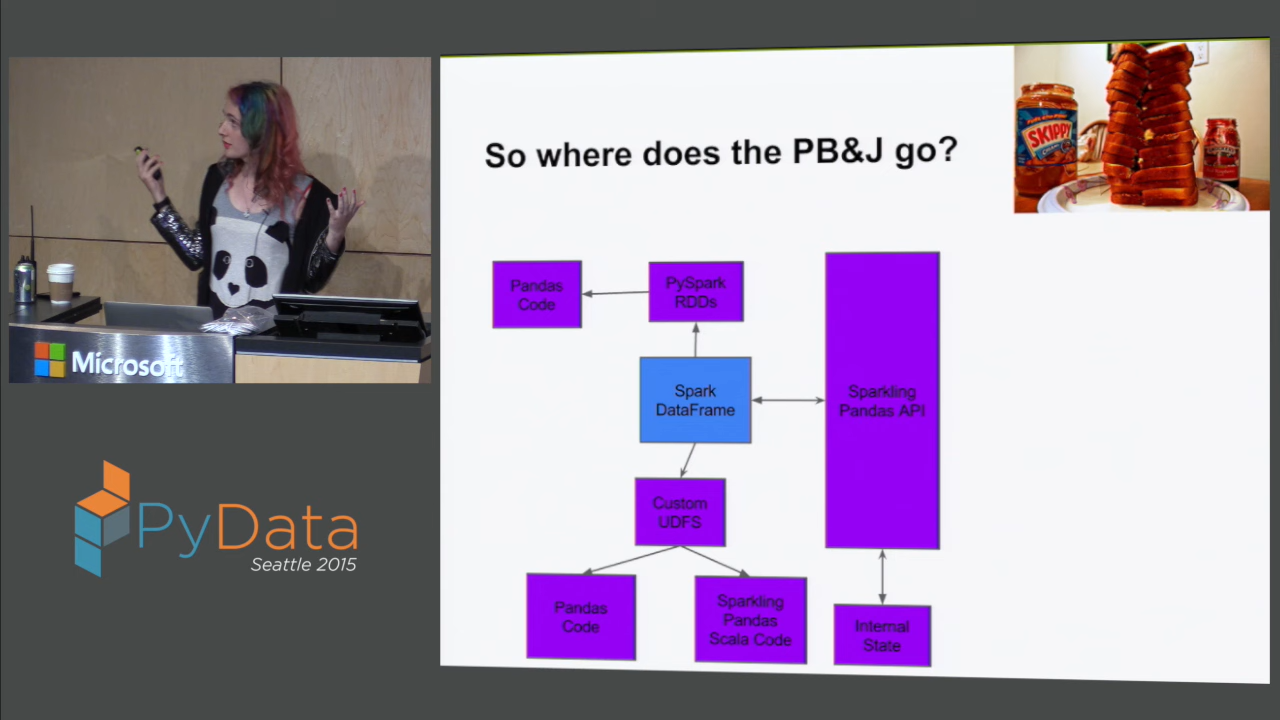 So where does the PB&J go?
SKIPPY
Pandas
Code
PySpark
RDDs
Spark
DataFrame
Sparkling
Pandas API
Custom
UDFS
Pandas
Code
Sparkling
Pandas
Scala Code
Internal
State
Microsoft
PyData
Seattle 2015